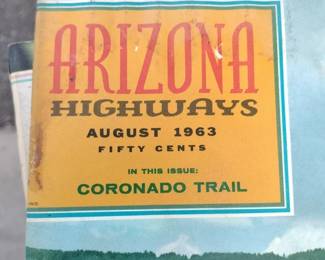 ARIZONA
HIGHWAYS
AUGUST 1963
FIFTY CENTS
IN THIS ISSUE:
CORONADO TRAIL